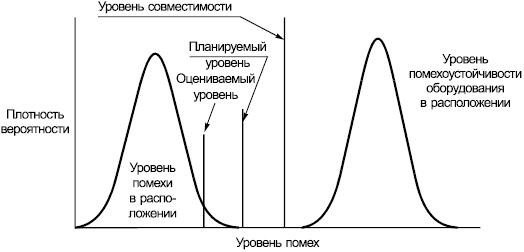 Уровень совместимости
Планируемый
уровень
Оцениваемый
уровень
Уровень
помехоустойчивости
оборудования
в расположении
Плотность
вероятности
Уровень
помехи
в распо-
ложении
Уровень помех